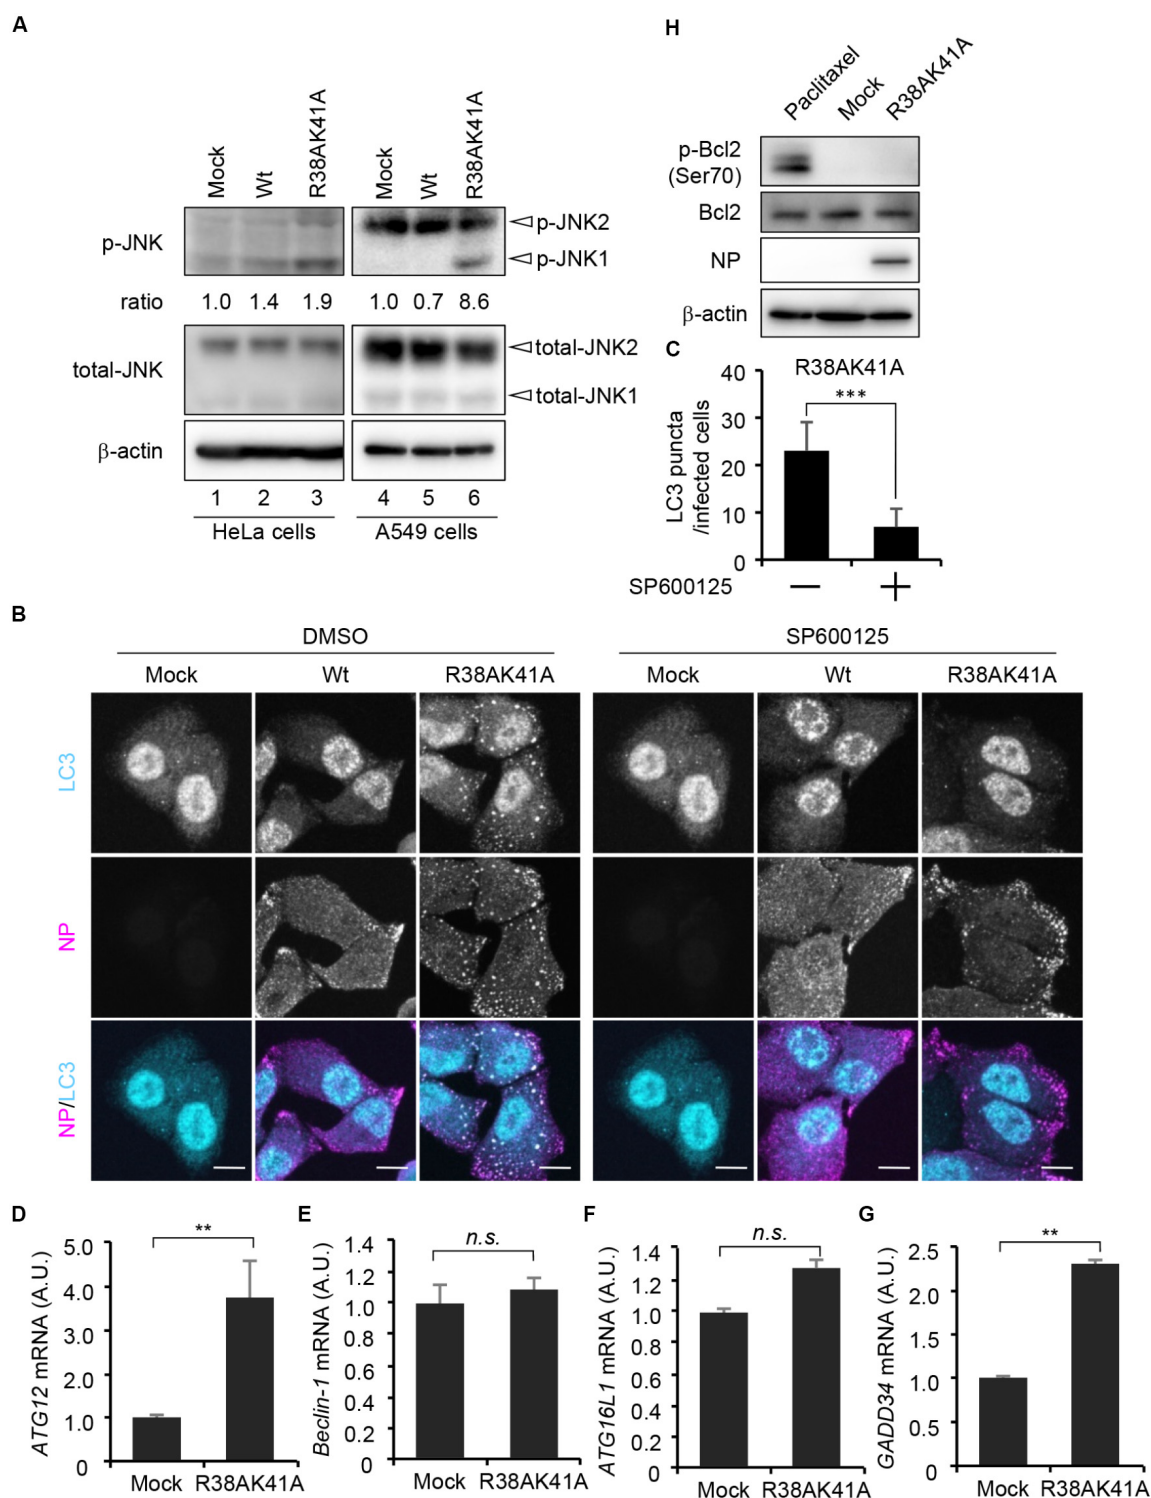 A
Mock
Wt
R38AK41A
Mock
Wt
R38AK41A
p-JNK
p-JNK2
p-JNK1
ratio
1.0 1.4 1.9 1.0 0.7 8.6
total-JNK
total-JNK2
total-JNK1
β-actin
1 2 3 4 5 6
HeLa cells A549 cells
H
Paclitaxel
Mock
R38AK41A
p-Bcl2
(Ser70)
Bcl2
NP
β-actin
C
R38AK41A
***
LC3 puncta
/infected cells
40
30
20
10
0
SP600125 — +
B
DMSO SP600125
Mock Wt R38AK41A Mock Wt R38AK41A
LC3
NP
NP/LC3
D
**
ATG12 mRNA (A.U.)
5.0
4.0
3.0
2.0
1.0
0
Mock R38AK41A
E
n.s.
Beclin-1 mRNA (A.U.)
1.4
1.2
1.0
0.8
0.6
0.4
0.2
0
Mock R38AK41A
F
n.s.
ATG16L1 mRNA (A.U.)
1.4
1.2
1.0
0.8
0.6
0.4
0.2
0
Mock R38AK41A
G
**
GADD34 mRNA (A.U.)
2.5
2.0
1.5
1.0
0.5
0
Mock R38AK41A